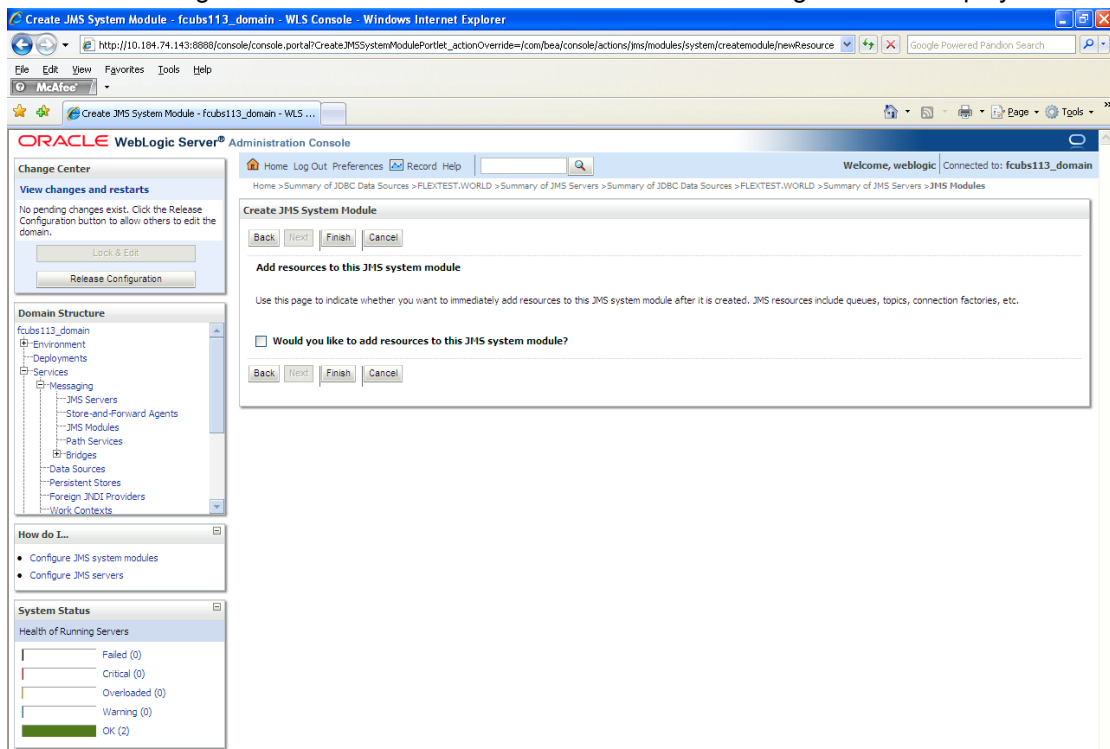 Create JMS System Module - fcubs113_domain - WLS Console - Windows Internet Explorer
http://10.184.74.143:8888/console/console.portal?CreateJMSSystemModulePortlet_actionOverride=/com/bea/console/actions/jms/modules/system/createmodule/newResource
Google Powered Pandion Search
File Edit View Favorites Tools Help
McAfee
Create JMS System Module - fcubs113_domain - WLS ...
Page Tools
ORACLE WebLogic Server® Administration Console
Change Center
View changes and restarts
No pending changes exist. Click the Release
Configuration button to allow others to edit the
domain.
Lock & Edit
Release Configuration
Domain Structure
fcubs113_domain
Environment
Deployments
Services
Messaging
JMS Servers
Store-and-Forward Agents
JMS Modules
Path Services
Bridges
Data Sources
Persistent Stores
Foreign JNDI Providers
Work Contexts
How do I...
Configure JMS system modules
Configure JMS servers
System Status
Health of Running Servers
Failed (0)
Critical (0)
Overloaded (0)
Warning (0)
OK (2)
Home Log Out Preferences Record Help
Welcome, weblogic Connected to: fcubs113_domain
Home >Summary of JDBC Data Sources >FLEXTEST.WORLD >Summary of JMS Servers >Summary of JDBC Data Sources >FLEXTEST.WORLD >Summary of JMS Servers >JMS Modules
Create JMS System Module
Back Next Finish Cancel
Add resources to this JMS system module
Use this page to indicate whether you want to immediately add resources to this JMS system module after it is created. JMS resources include queues, topics, connection factories, etc.
Would you like to add resources to this JMS system module?
Back Next Finish Cancel